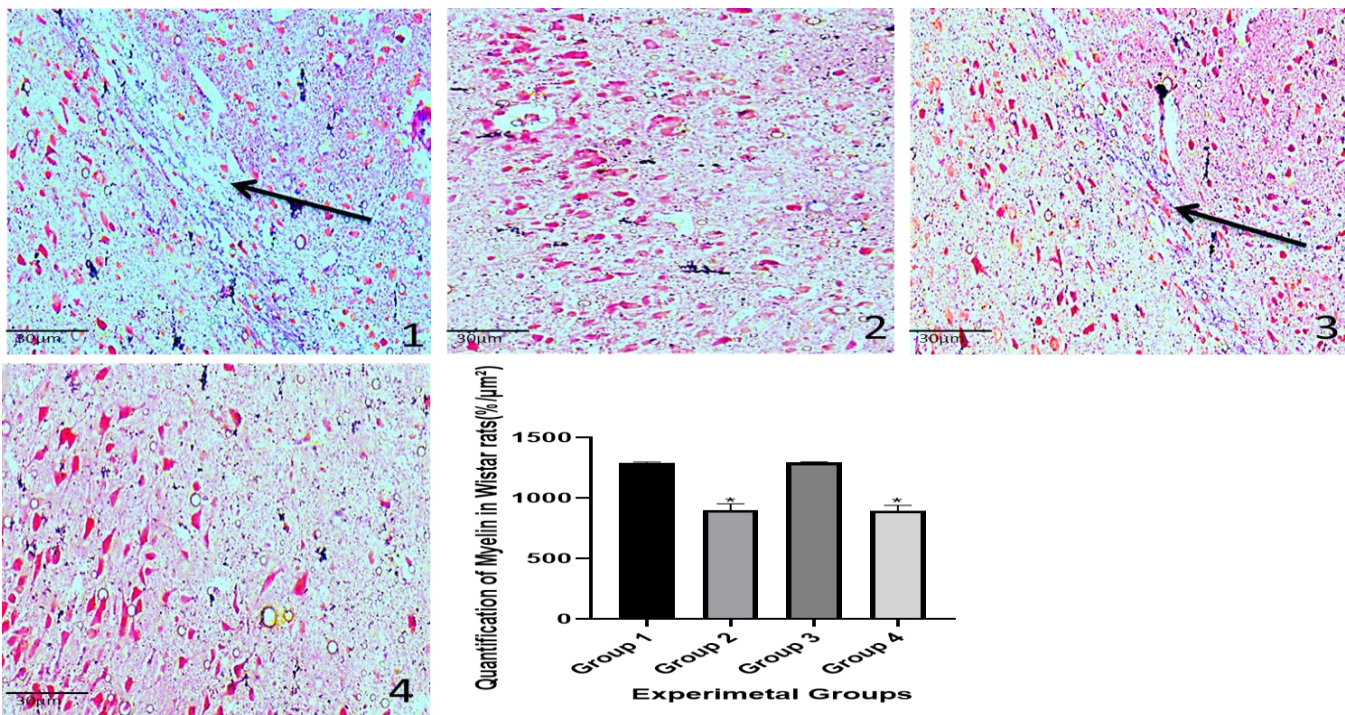 30µm
1
30µm
2
30µm
3
30µm
4
Quantification of Myelin in Wistar rats(%/µm²)
1500
1000
500
0
*
*
Group 1
Group 2
Group 3
Group 4
Experimetal Groups